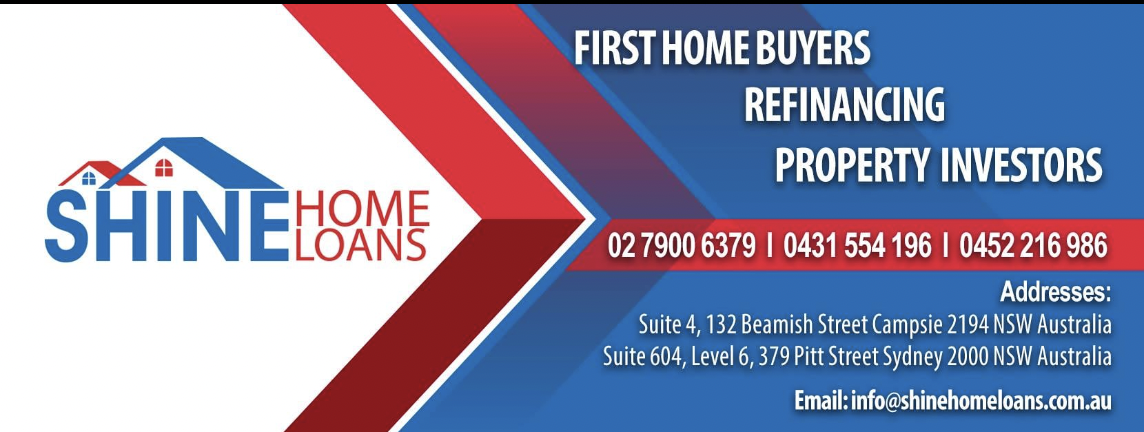 SHINE HOME
LOANS
FIRST HOME BUYERS
REFINANCING
PROPERTY INVESTORS
02 7900 6379 | 0431 554 196 | 0452 216 986
Addresses:
Suite 4, 132 Beamish Street Campsie 2194 NSW Australia
Suite 604, Level 6, 379 Pitt Street Sydney 2000 NSW Australia
Email: info@shinehomeloans.com.au